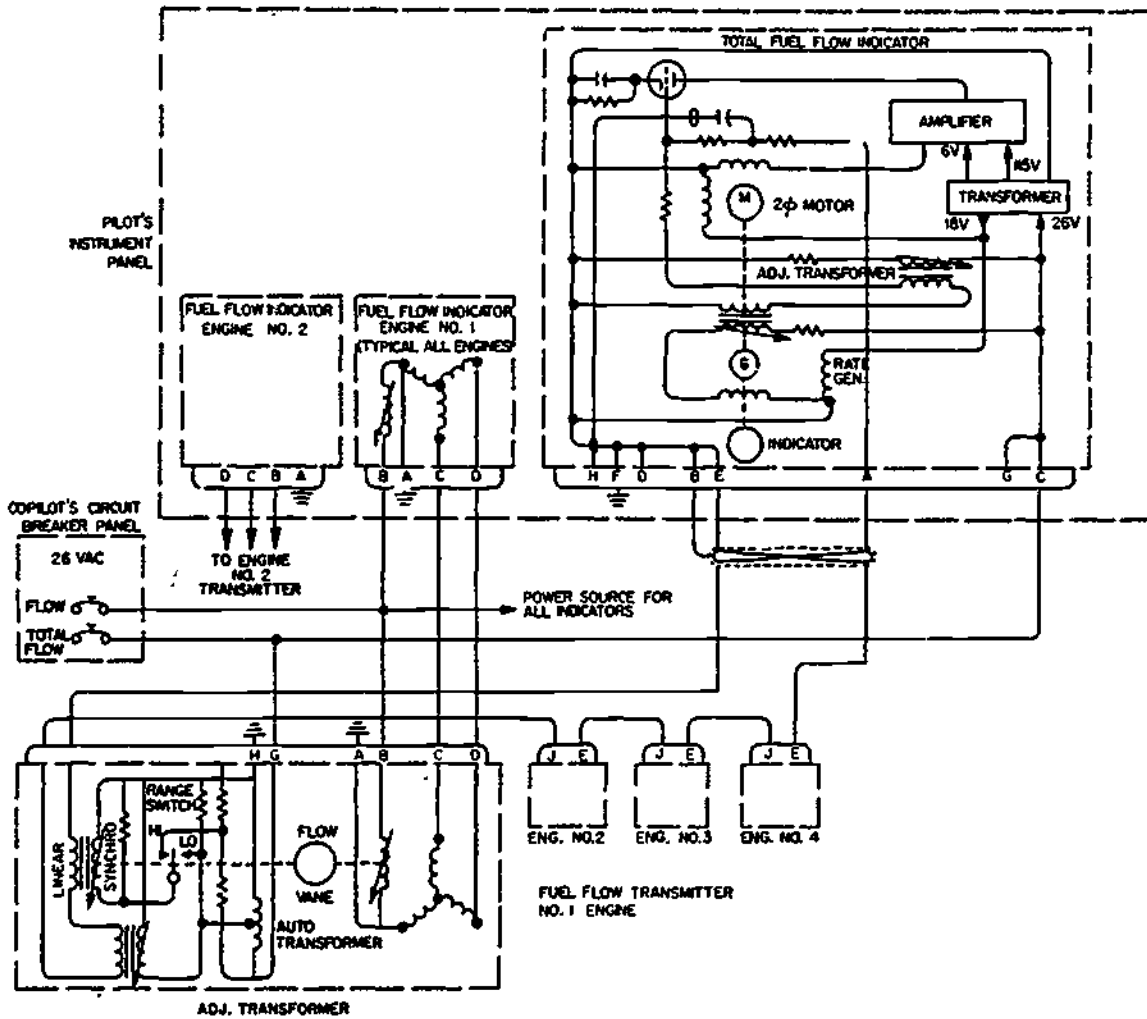 TOTAL FUEL FLOW INDICATOR
AMPLIFIER
6V
115V
TRANSFORMER
18V
26V
M
2ϕ MOTOR
PILOT'S
INSTRUMENT
PANEL
ADJ. TRANSFORMER
FUEL FLOW INDICATOR
ENGINE NO. 2
FUEL FLOW INDICATOR
ENGINE NO. 1
(TYPICAL ALL ENGINES)
G
RATE
GEN.
INDICATOR
D C B A
B A C D
H F D B E A G C
COPILOT'S CIRCUIT
BREAKER PANEL
26 VAC
TO ENGINE
NO. 2
TRANSMITTER
FLOW
POWER SOURCE FOR
ALL INDICATORS
TOTAL
FLOW
H G A B C D
J E
J E
J E
RANGE
SWITCH
HI
LO
LINEAR
SYNCHRO
FLOW
VANE
ENG. NO.2
ENG. NO.3
ENG. NO. 4
AUTO
TRANSFORMER
FUEL FLOW TRANSMITTER
NO. 1 ENGINE
ADJ. TRANSFORMER